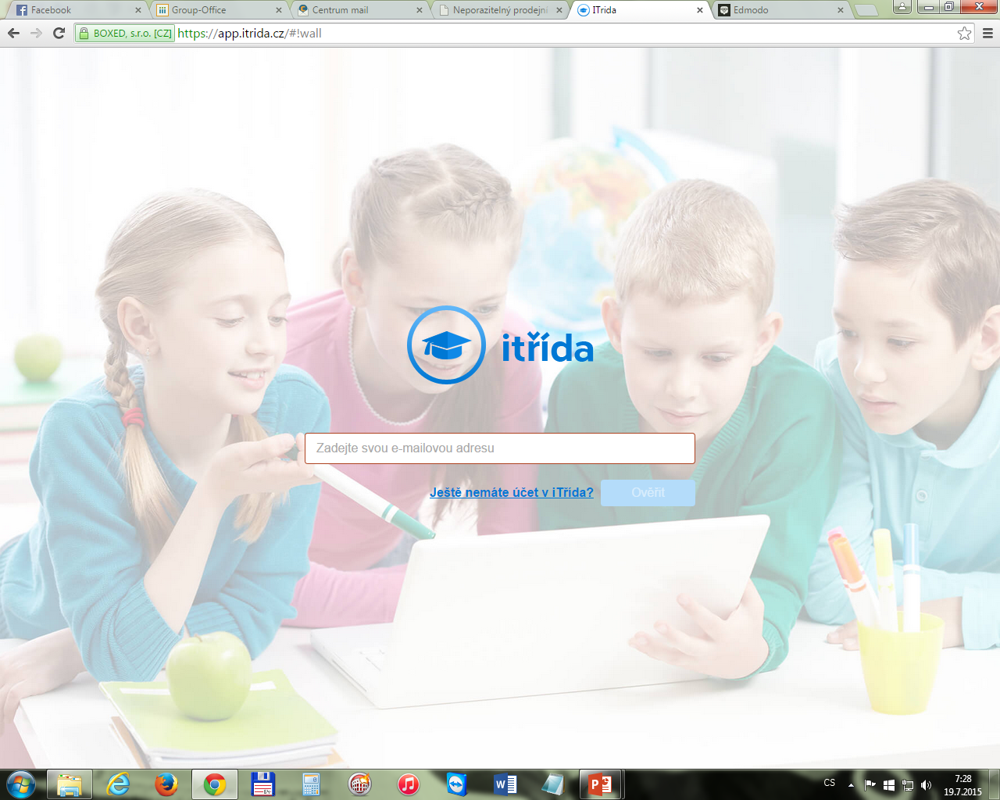 Facebook
Group-Office
Centrum mail
Neporazitelný prodejní
ITrida
Edmodo
BOXED, s.r.o. [CZ]
https://app.itrida.cz/#!wall
itřída
Zadejte svou e-mailovou adresu
Ještě nemáte účet v iTřída?
Ověřit
64
CS
7:28
19.7.2015